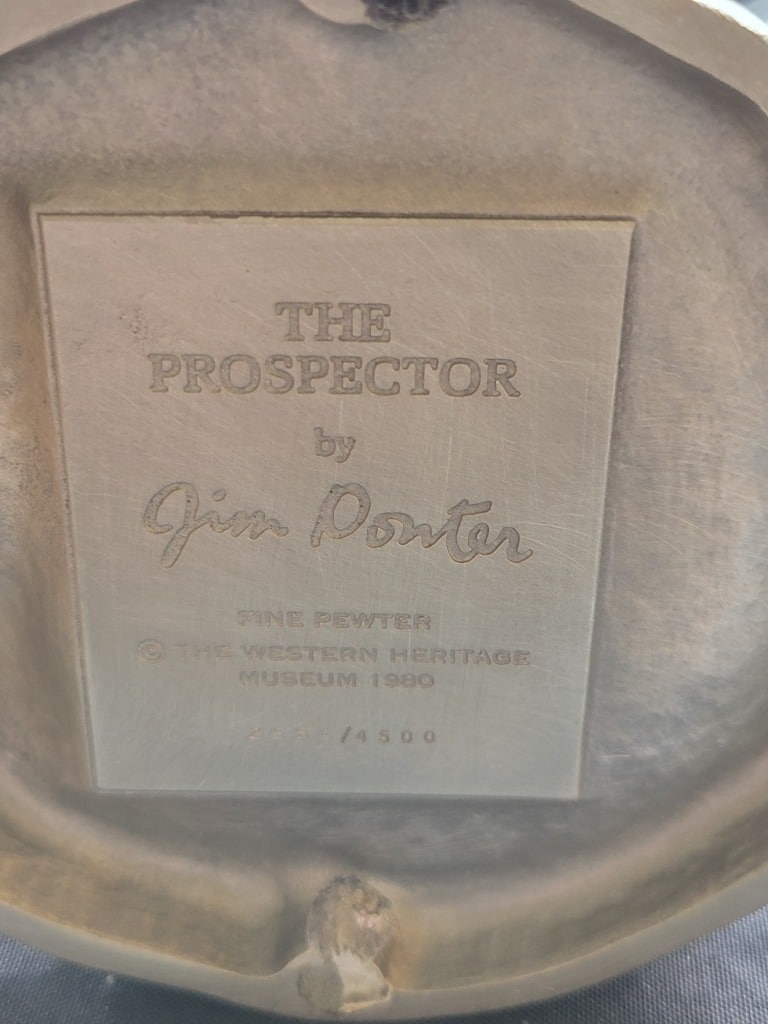 THE
PROSPECTOR
by
Jim Ponter
FINE PEWTER
© THE WESTERN HERITAGE
MUSEUM 1980
/4500